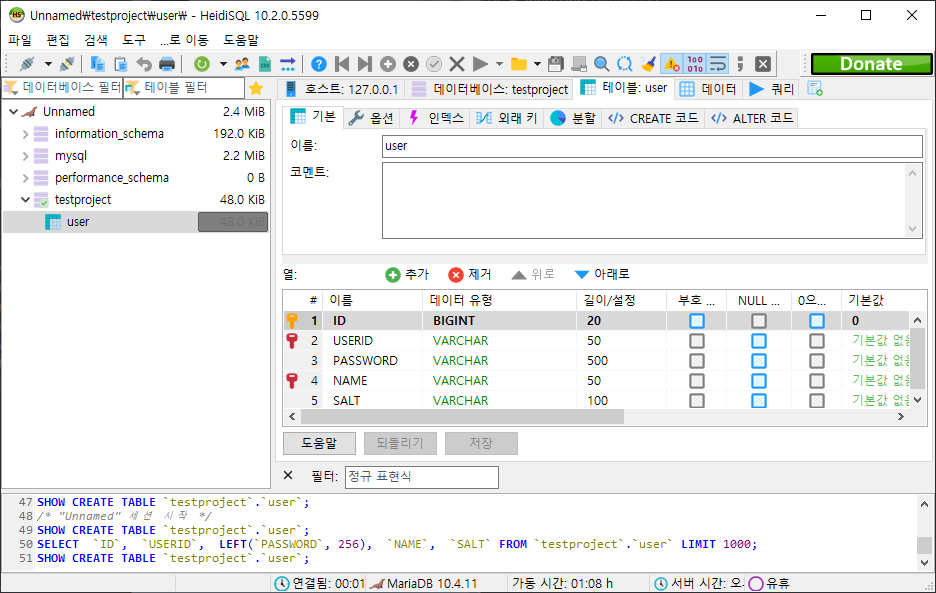 Unnamed₩testproject₩user₩ - HeidiSQL 10.2.0.5599
파일 편집 검색 도구 ...로 이동 도움말
Donate
데이터베이스 필터 테이블 필터
호스트: 127.0.0.1 데이터베이스: testproject 테이블: user 데이터 쿼리
Unnamed 2.4 MiB
information_schema 192.0 KiB
mysql 2.2 MiB
performance_schema 0 B
testproject 48.0 KiB
user 48.0 KiB
기본 옵션 인덱스 외래 키 분할 CREATE 코드 ALTER 코드
이름: user
코멘트:
열: 추가 제거 위로 아래로
# 이름 데이터 유형 길이/설정 부호 ... NULL ... 0으... 기본값
1 ID BIGINT 20 0
2 USERID VARCHAR 50 기본값 없음
3 PASSWORD VARCHAR 500 기본값 없음
4 NAME VARCHAR 50 기본값 없음
5 SALT VARCHAR 100 기본값 없음
도움말 되돌리기 저장
필터: 정규 표현식
47 SHOW CREATE TABLE `testproject`.`user`;
48 /* "Unnamed" 세션 시작 */
49 SHOW CREATE TABLE `testproject`.`user`;
50 SELECT `ID`, `USERID`, LEFT(`PASSWORD`, 256), `NAME`, `SALT` FROM `testproject`.`user` LIMIT 1000;
51 SHOW CREATE TABLE `testproject`.`user`;
연결됨: 00:01 MariaDB 10.4.11 가동 시간: 01:08 h 서버 시간: 오. 유휴